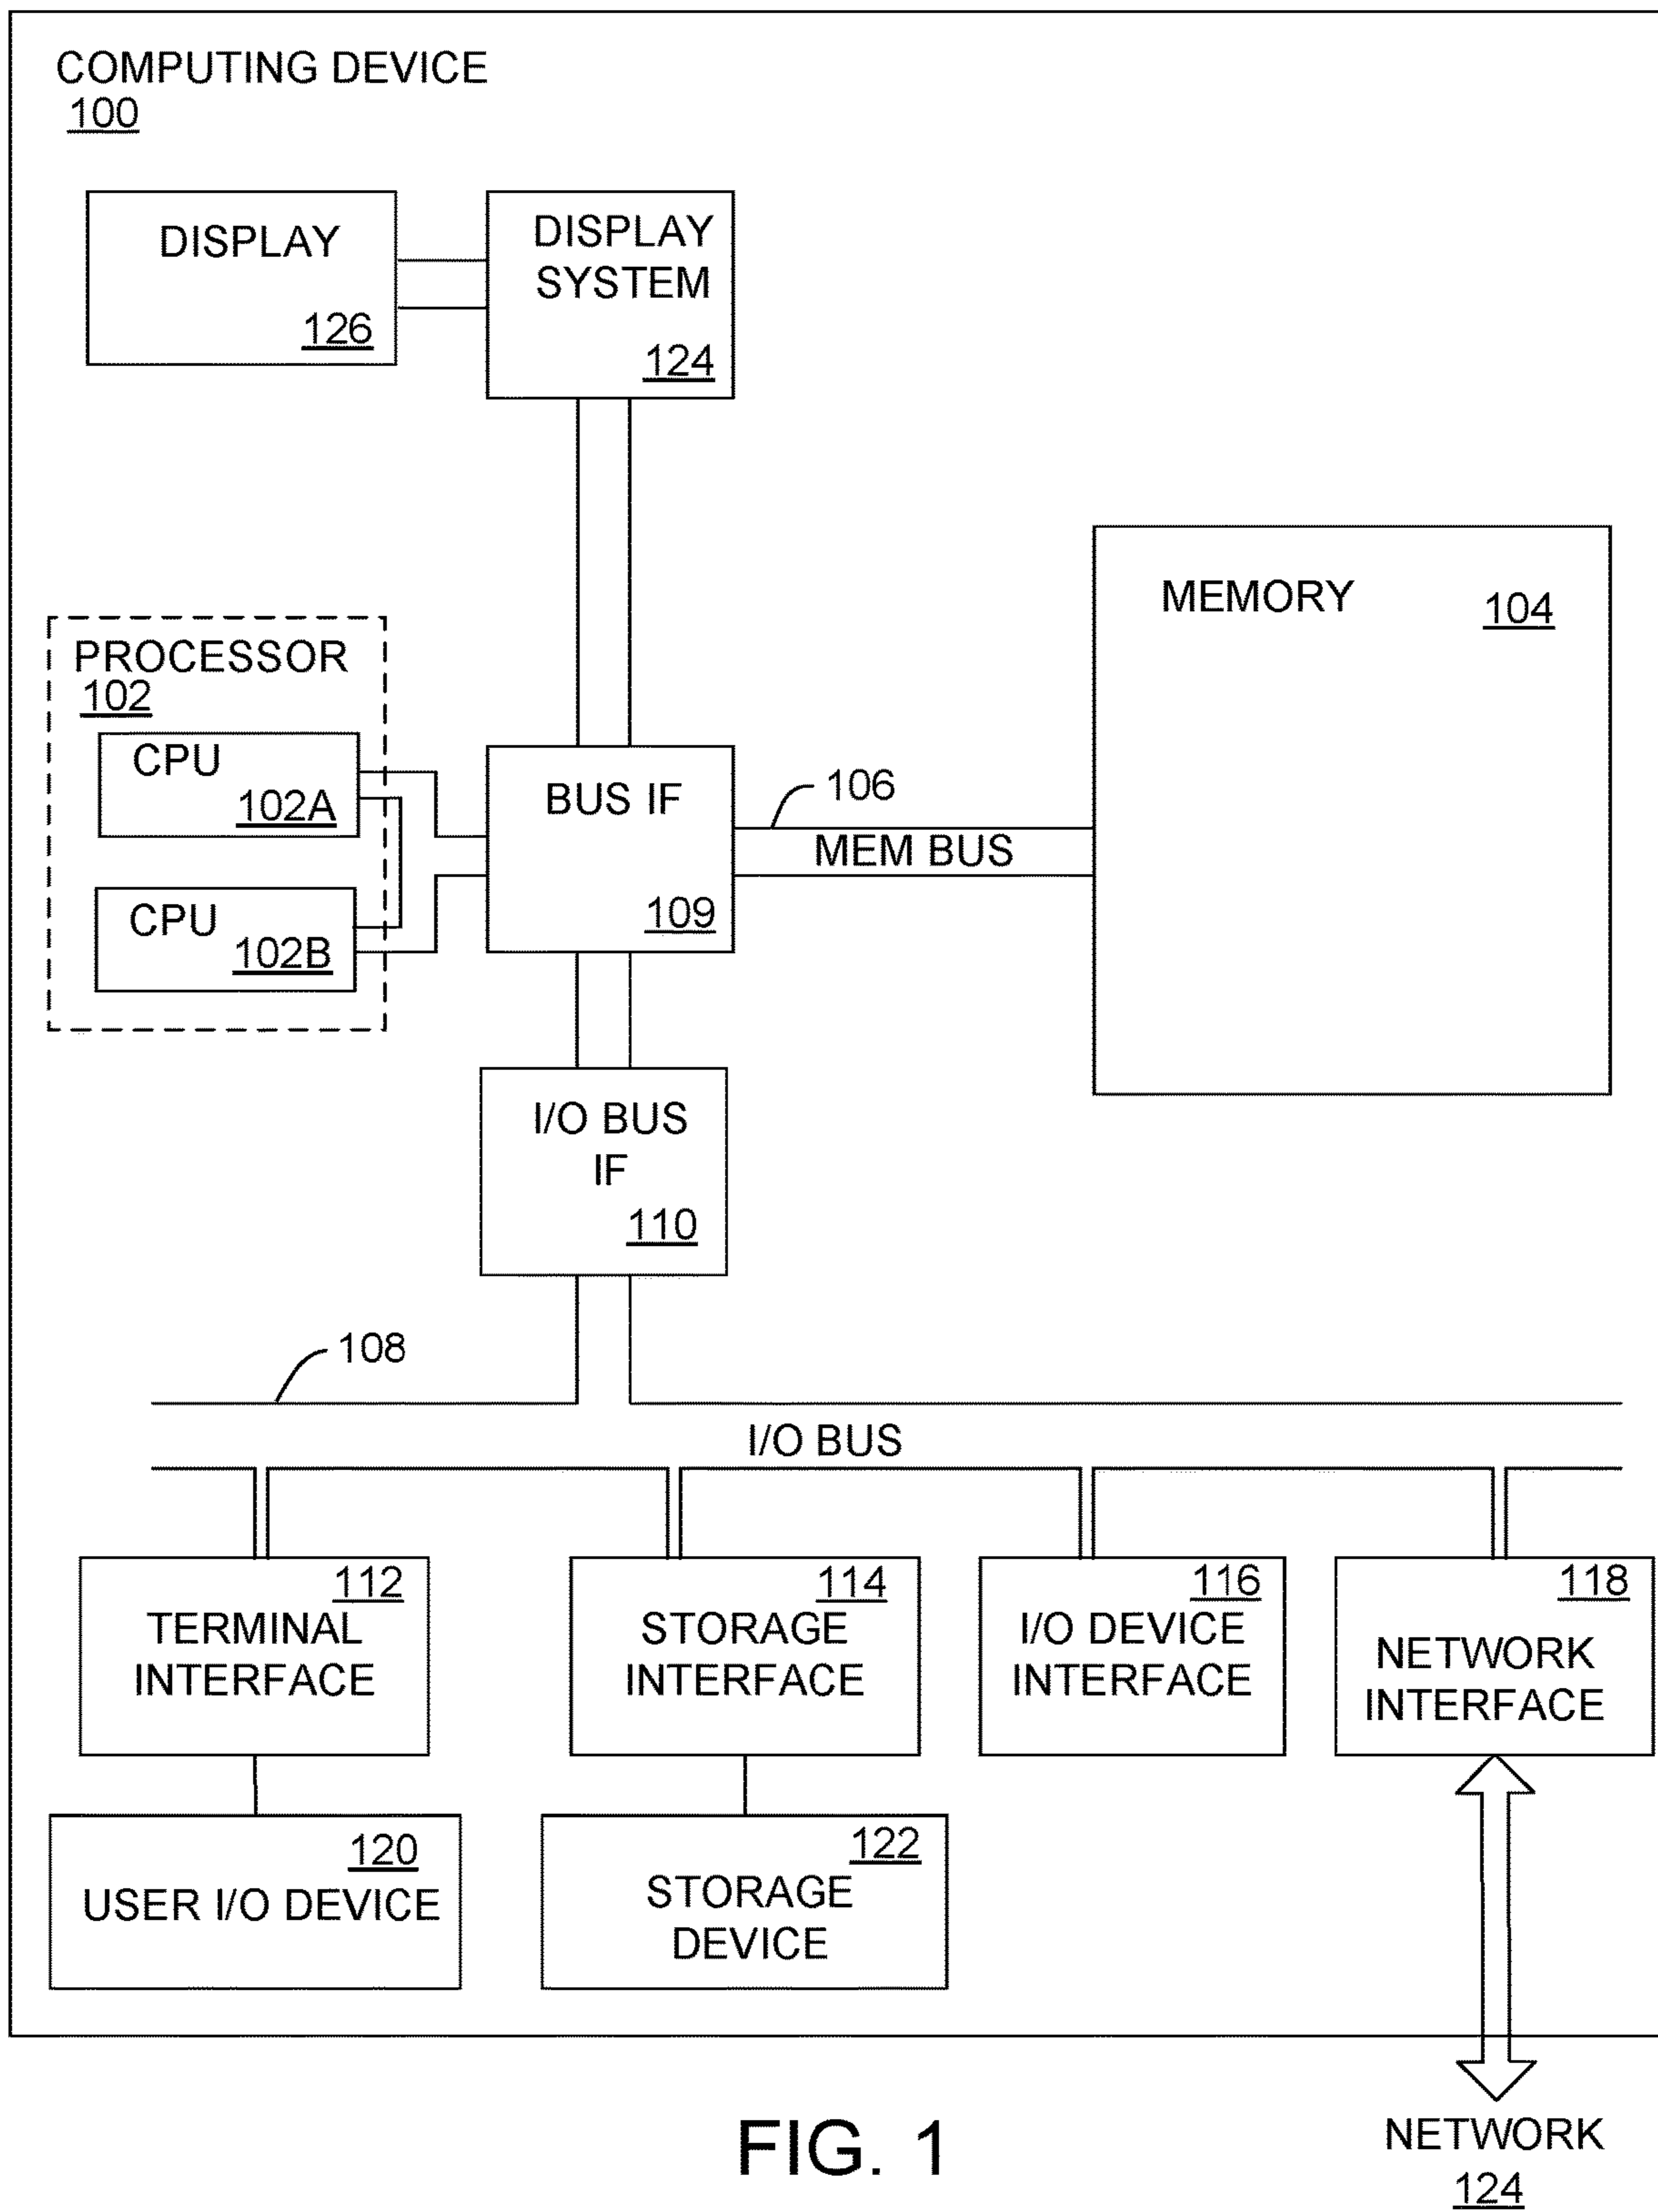 COMPUTING DEVICE
100
DISPLAY
126
DISPLAY
SYSTEM
124
MEMORY
104
PROCESSOR
102
CPU
102A
CPU
102B
BUS IF
109
106
MEM BUS
I/O BUS
IF
110
108
I/O BUS
112
TERMINAL
INTERFACE
114
STORAGE
INTERFACE
116
I/O DEVICE
INTERFACE
118
NETWORK
INTERFACE
120
USER I/O DEVICE
122
STORAGE
DEVICE
NETWORK
124
FIG. 1